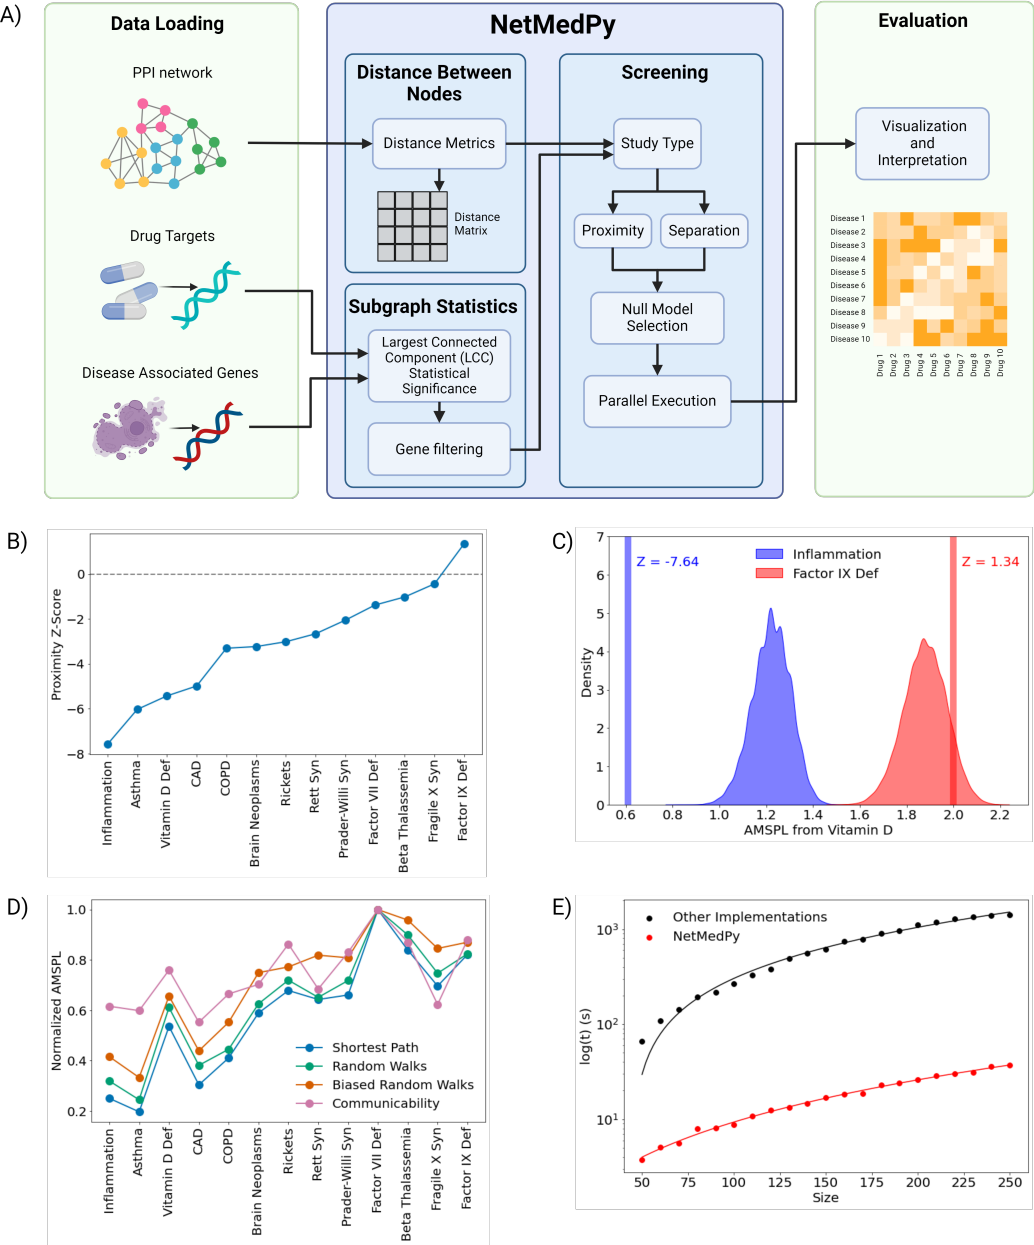 A)
Data Loading
PPI network
Drug Targets
Disease Associated Genes
NetMedPy
Distance Between
Nodes
Distance Metrics
Distance
Matrix
Subgraph Statistics
Largest Connected
Component (LCC)
Statistical
Significance
Gene filtering
Screening
Study Type
Proximity
Separation
Null Model
Selection
Parallel Execution
Evaluation
Visualization
and
Interpretation
Disease 1
Disease 2
Disease 3
Disease 4
Disease 5
Disease 6
Disease 7
Disease 8
Disease 9
Disease 10
Drug 1
Drug 2
Drug 3
Drug 4
Drug 5
Drug 6
Drug 7
Drug 8
Drug 9
Drug 10
B)
Proximity Z-Score
0
−2
−4
−6
−8
Inflammation
Asthma
Vitamin D Def
CAD
COPD
Brain Neoplasms
Rickets
Rett Syn
Prader-Willi Syn
Factor VII Def
Beta Thalassemia
Fragile X Syn
Factor IX Def
C)
Density
7
6
5
4
3
2
1
0
Z = -7.64
Inflammation
Factor IX Def
Z = 1.34
0.6 0.8 1.0 1.2 1.4 1.6 1.8 2.0 2.2
AMSPL from Vitamin D
D)
Normalized AMSPL
1.0
0.8
0.6
0.4
0.2
Shortest Path
Random Walks
Biased Random Walks
Communicability
Inflammation
Asthma
Vitamin D Def
CAD
COPD
Brain Neoplasms
Rickets
Rett Syn
Prader-Willi Syn
Factor VII Def
Beta Thalassemia
Fragile X Syn
Factor IX Def
E)
log(t) (s)
10³
10²
10¹
Other Implementations
NetMedPy
50 75 100 125 150 175 200 225 250
Size